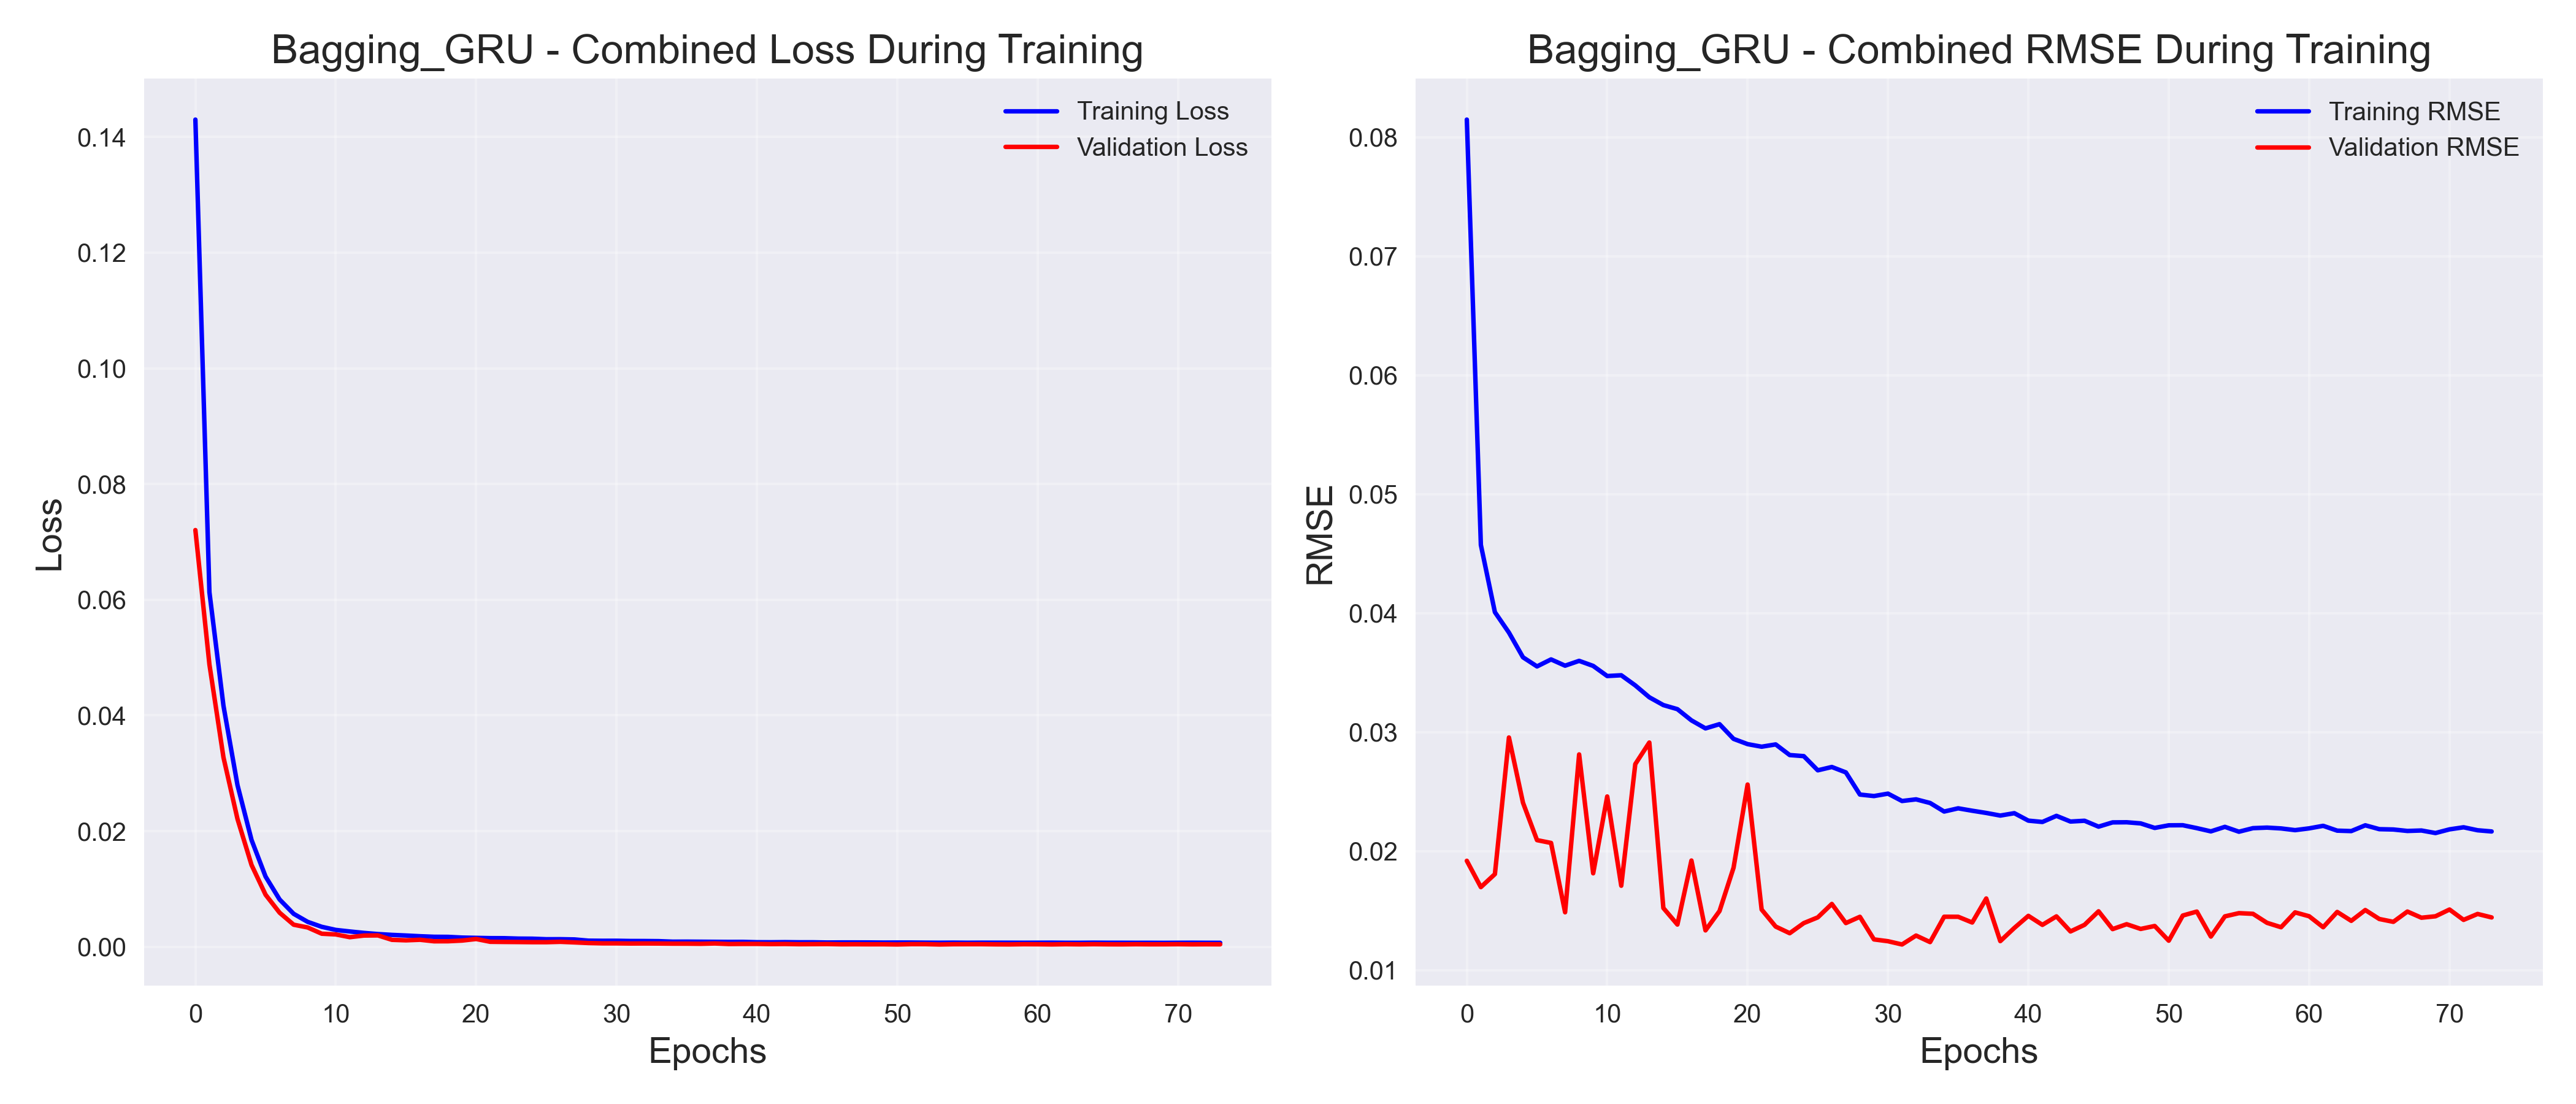 Bagging_GRU - Combined Loss During Training
Training Loss
Validation Loss
0.14
0.12
0.10
0.08
0.06
0.04
0.02
0.00
Loss
0 10 20 30 40 50 60 70
Epochs
Bagging_GRU - Combined RMSE During Training
Training RMSE
Validation RMSE
0.08
0.07
0.06
0.05
0.04
0.03
0.02
0.01
RMSE
0 10 20 30 40 50 60 70
Epochs